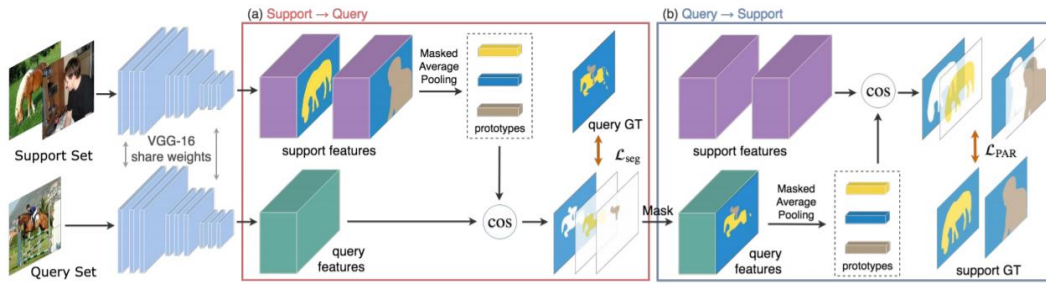 (a) Support → Query
(b) Query → Support
Support Set
VGG-16
share weights
Query Set
support features
Masked
Average
Pooling
prototypes
query GT
ℒseg
cos
query
features
Mask
support features
cos
ℒPAR
query
features
Masked
Average
Pooling
prototypes
support GT